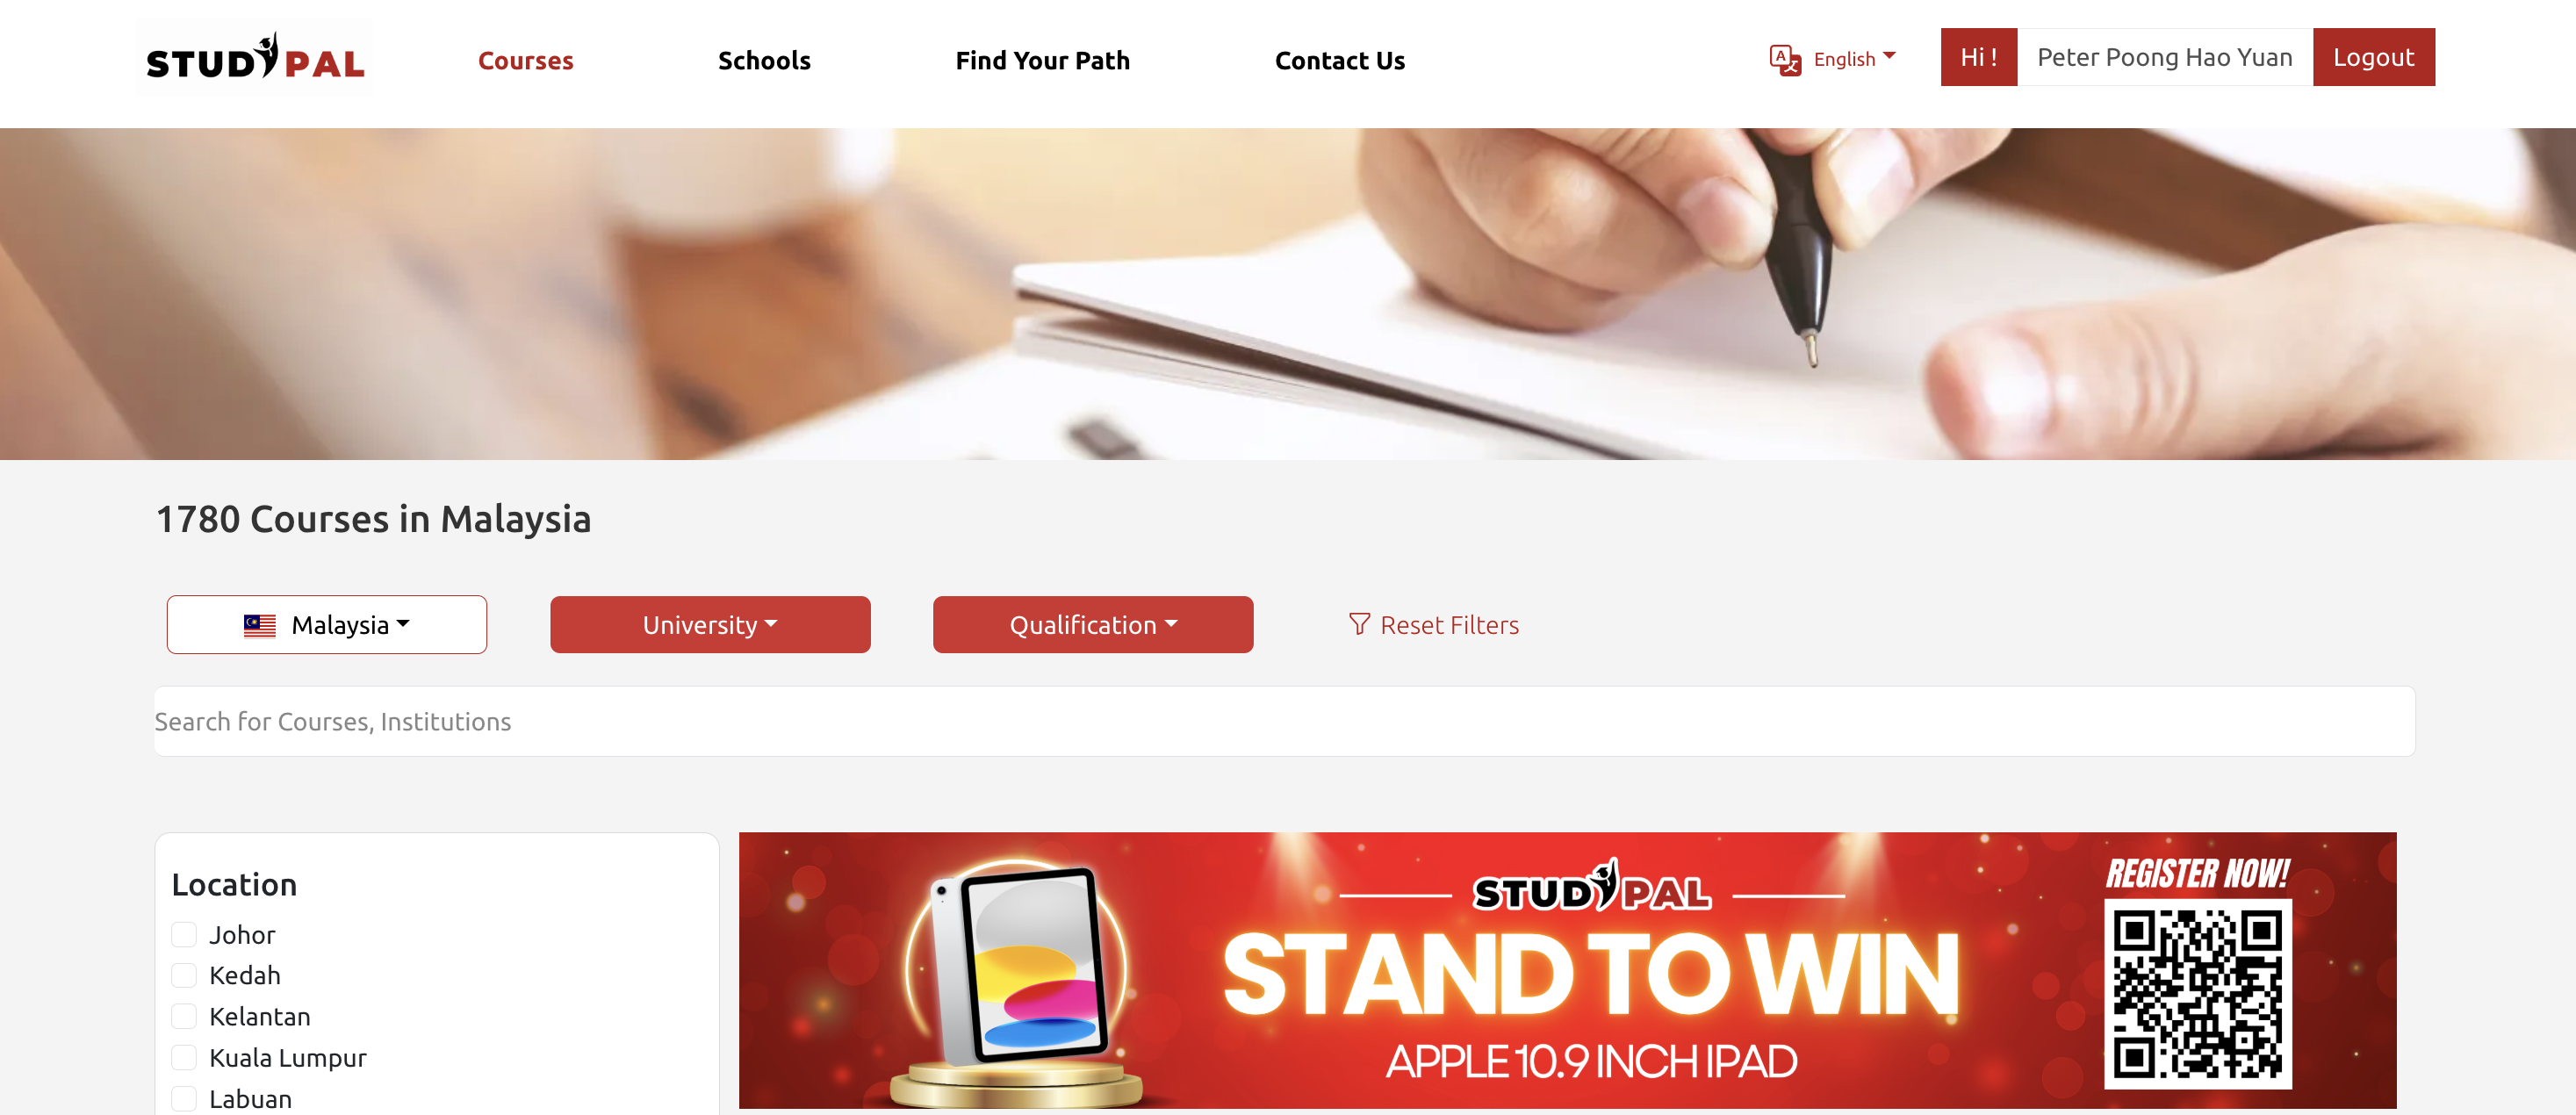 STUDYPAL
Courses
Schools
Find Your Path
Contact Us
English
Hi !
Peter Poong Hao Yuan
Logout
1780 Courses in Malaysia
Malaysia
University
Qualification
Reset Filters
Search for Courses, Institutions
Location
Johor
Kedah
Kelantan
Kuala Lumpur
Labuan
STUDYPAL
STAND TO WIN
APPLE 10.9 INCH IPAD
REGISTER NOW!